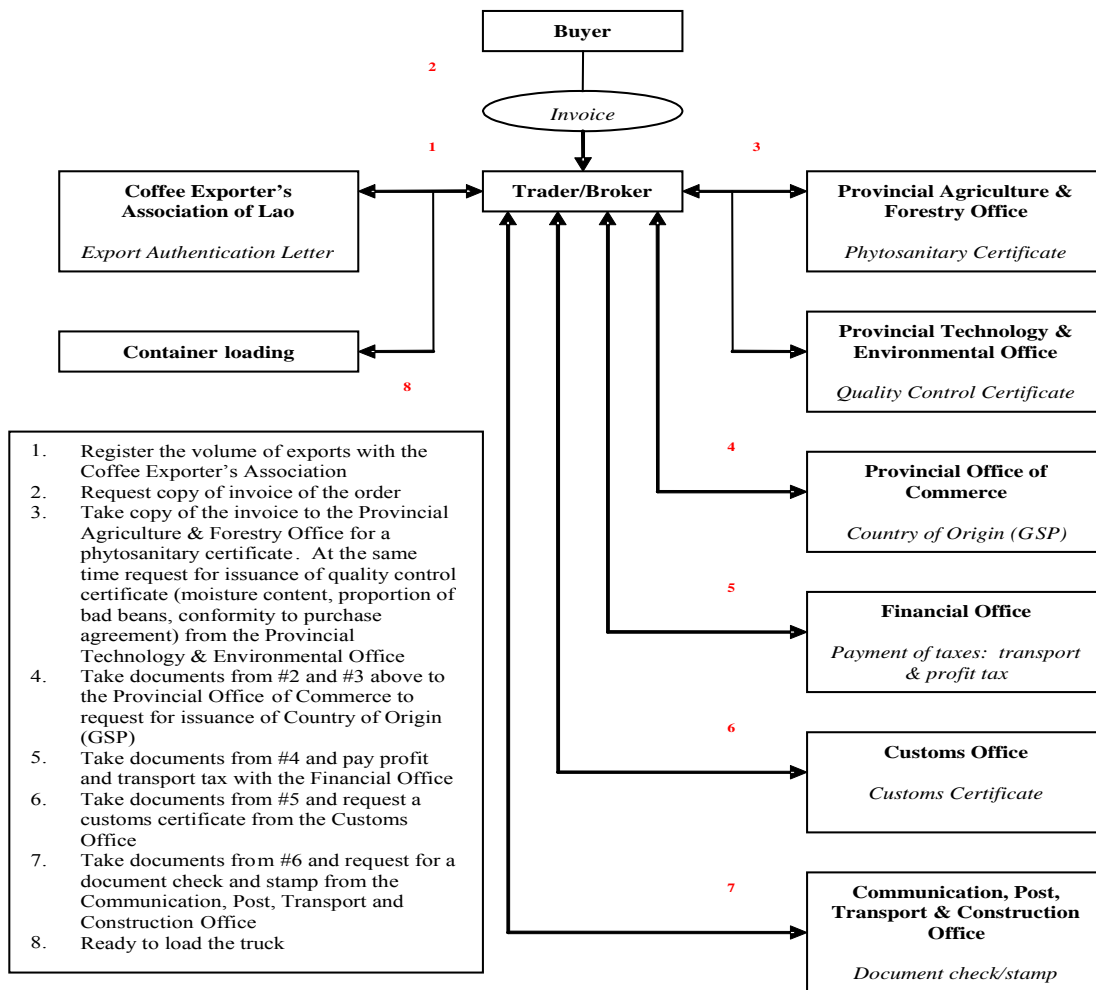 Buyer
2
Invoice
1
3
Coffee Exporter's
Association of Lao
Export Authentication Letter
Trader/Broker
Provincial Agriculture &
Forestry Office
Phytosanitary Certificate
Container loading
8
Provincial Technology &
Environmental Office
Quality Control Certificate
4
Provincial Office of
Commerce
Country of Origin (GSP)
5
Financial Office
Payment of taxes: transport
& profit tax
6
Customs Office
Customs Certificate
7
Communication, Post,
Transport & Construction
Office
Document check/stamp
1. Register the volume of exports with the
Coffee Exporter's Association
2. Request copy of invoice of the order
3. Take copy of the invoice to the Provincial
Agriculture & Forestry Office for a
phytosanitary certificate. At the same
time request for issuance of quality control
certificate (moisture content, proportion of
bad beans, conformity to purchase
agreement) from the Provincial
Technology & Environmental Office
4. Take documents from #2 and #3 above to
the Provincial Office of Commerce to
request for issuance of Country of Origin
(GSP)
5. Take documents from #4 and pay profit
and transport tax with the Financial Office
6. Take documents from #5 and request a
customs certificate from the Customs
Office
7. Take documents from #6 and request for a
document check and stamp from the
Communication, Post, Transport and
Construction Office
8. Ready to load the truck